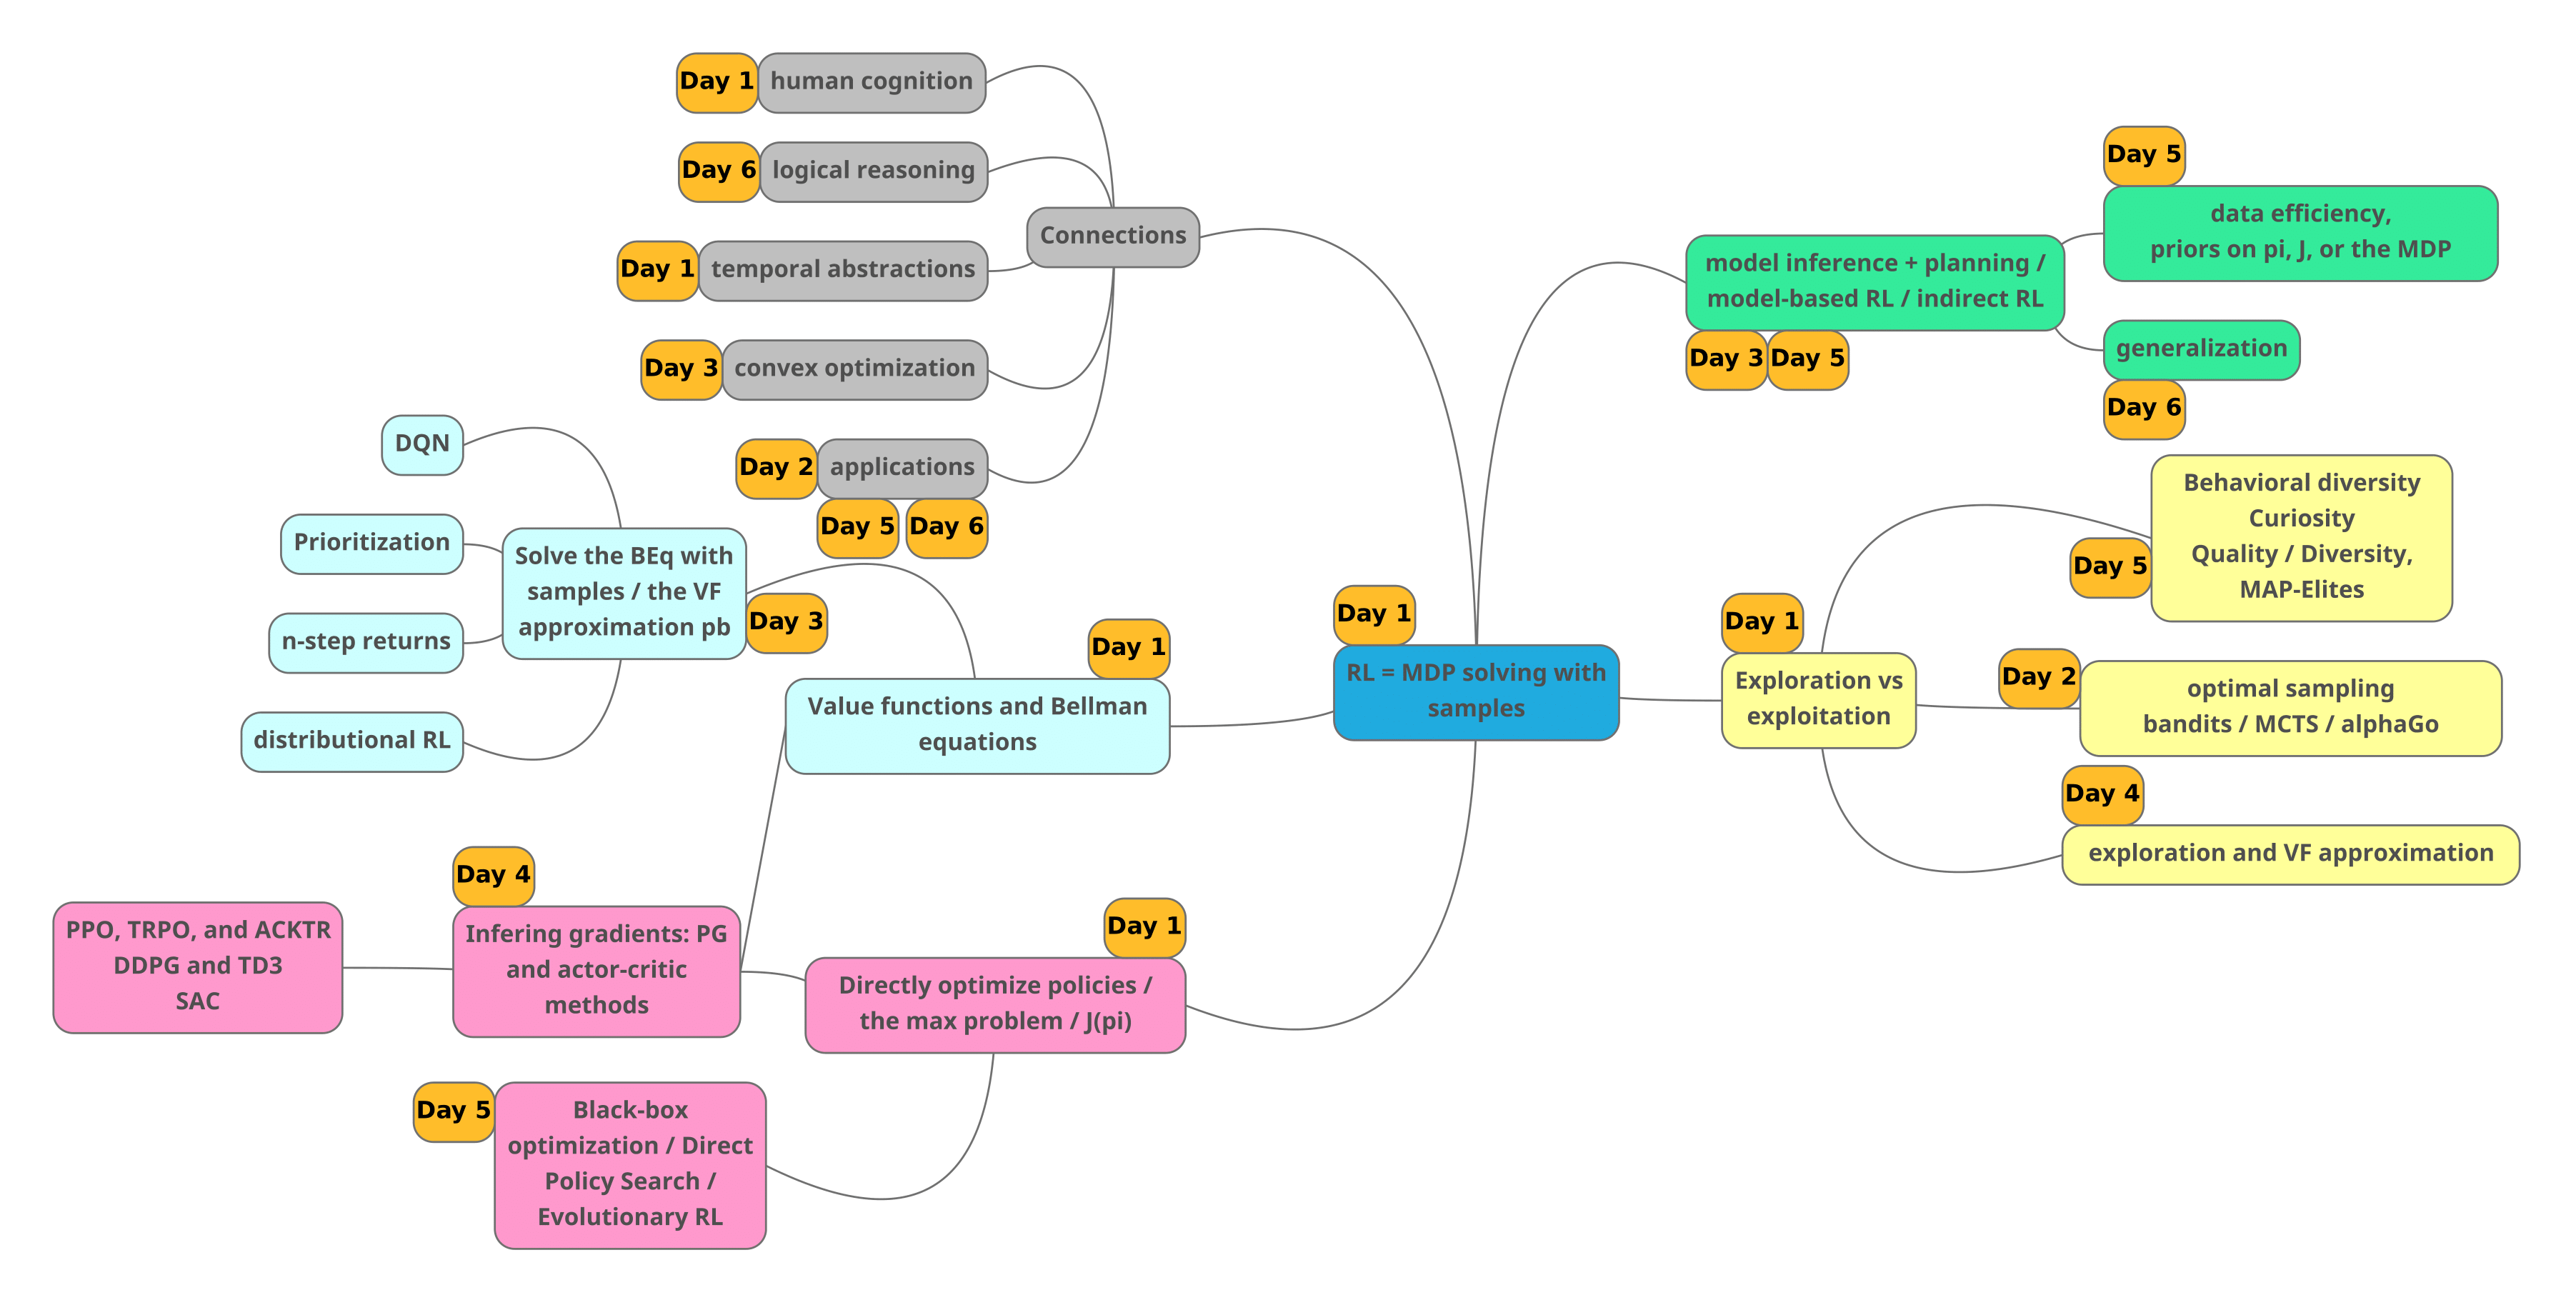 Day 1
human cognition
Day 6
logical reasoning
Connections
Day 1
temporal abstractions
Day 3
convex optimization
Day 2
applications
Day 5
Day 6
DQN
Prioritization
n-step returns
distributional RL
Solve the BEq with
samples / the VF
approximation pb
Day 3
Day 1
Value functions and Bellman
equations
Day 1
RL = MDP solving with
samples
Day 4
Infering gradients: PG
and actor-critic
methods
PPO, TRPO, and ACKTR
DDPG and TD3
SAC
Day 1
Directly optimize policies /
the max problem / J(pi)
Day 5
Black-box
optimization / Direct
Policy Search /
Evolutionary RL
model inference + planning /
model-based RL / indirect RL
Day 3
Day 5
Day 5
data efficiency,
priors on pi, J, or the MDP
generalization
Day 6
Day 1
Exploration vs
exploitation
Behavioral diversity
Curiosity
Quality / Diversity,
MAP-Elites
Day 5
Day 2
optimal sampling
bandits / MCTS / alphaGo
Day 4
exploration and VF approximation